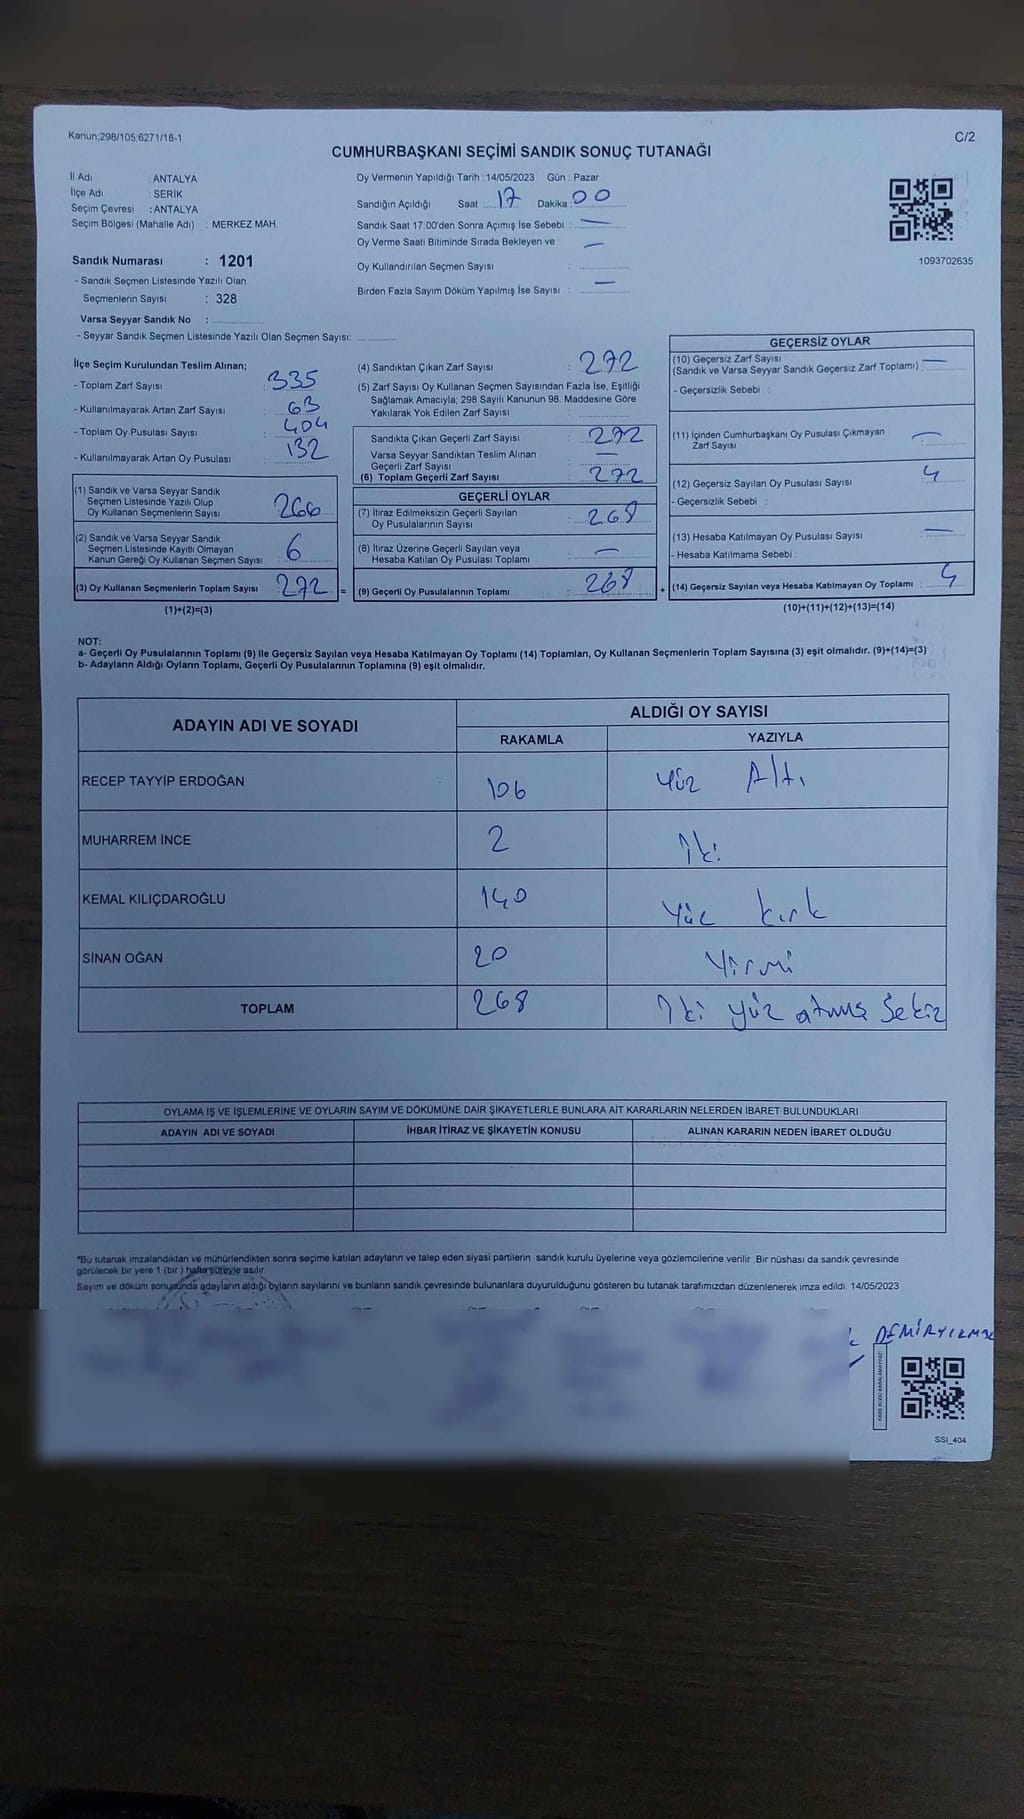 Kanun:298/105;6271/18-1
C/2
CUMHURBAŞKANI SEÇİMİ SANDIK SONUÇ TUTANAĞI
İl Adı : ANTALYA
İlçe Adı : SERİK
Seçim Çevresi : ANTALYA
Seçim Bölgesi (Mahalle Adı) : MERKEZ MAH.
Sandık Numarası : 1201
- Sandık Seçmen Listesinde Yazılı Olan
Seçmenlerin Sayısı : 328
Varsa Seyyar Sandık No :
- Seyyar Sandık Seçmen Listesinde Yazılı Olan Seçmen Sayısı:
Oy Vermenin Yapıldığı Tarih : 14/05/2023 Gün : Pazar
Sandığın Açıldığı Saat : 17 Dakika : 00
Sandık Saat 17:00'den Sonra Açılmış İse Sebebi : —
Oy Verme Saati Bitiminde Sırada Bekleyen ve —
Oy Kullandırılan Seçmen Sayısı :
Birden Fazla Sayım Döküm Yapılmış İse Sayısı : —
1093702635
İlçe Seçim Kurulundan Teslim Alınan;
- Toplam Zarf Sayısı : 335
- Kullanılmayarak Artan Zarf Sayısı : 63
- Toplam Oy Pusulası Sayısı : 404
- Kullanılmayarak Artan Oy Pusulası : 132
(1) Sandık ve Varsa Seyyar Sandık
Seçmen Listesinde Yazılı Olup
Oy Kullanan Seçmenlerin Sayısı 266
(2) Sandık ve Varsa Seyyar Sandık
Seçmen Listesinde Kayıtlı Olmayan
Kanun Gereği Oy Kullanan Seçmen Sayısı 6
(3) Oy Kullanan Seçmenlerin Toplam Sayısı 272 =
(1)+(2)=(3)
(4) Sandıktan Çıkan Zarf Sayısı : 272
(5) Zarf Sayısı Oy Kullanan Seçmen Sayısından Fazla İse, Eşitliği
Sağlamak Amacıyla; 298 Sayılı Kanunun 98. Maddesine Göre
Yakılarak Yok Edilen Zarf Sayısı :
Sandıkta Çıkan Geçerli Zarf Sayısı : 272
Varsa Seyyar Sandıktan Teslim Alınan
Geçerli Zarf Sayısı : —
(6) Toplam Geçerli Zarf Sayısı : 272
GEÇERLİ OYLAR
(7) İtiraz Edilmeksizin Geçerli Sayılan
Oy Pusulalarının Sayısı : 268
(8) İtiraz Üzerine Geçerli Sayılan veya
Hesaba Katılan Oy Pusulası Toplamı : —
(9) Geçerli Oy Pusulalarının Toplamı : 268 +
GEÇERSİZ OYLAR
(10) Geçersiz Zarf Sayısı
(Sandık ve Varsa Seyyar Sandık Geçersiz Zarf Toplamı) : —
- Geçersizlik Sebebi :
(11) İçinden Cumhurbaşkanı Oy Pusulası Çıkmayan
Zarf Sayısı : —
(12) Geçersiz Sayılan Oy Pusulası Sayısı : 4
- Geçersizlik Sebebi :
(13) Hesaba Katılmayan Oy Pusulası Sayısı : —
- Hesaba Katılmama Sebebi :
(14) Geçersiz Sayılan veya Hesaba Katılmayan Oy Toplamı : 4
(10)+(11)+(12)+(13)=(14)
NOT:
a- Geçerli Oy Pusulalarının Toplamı (9) ile Geçersiz Sayılan veya Hesaba Katılmayan Oy Toplamı (14) Toplamları, Oy Kullanan Seçmenlerin Toplam Sayısına (3) eşit olmalıdır. (9)+(14)=(3)
b- Adayların Aldığı Oyların Toplamı, Geçerli Oy Pusulalarının Toplamına (9) eşit olmalıdır.
ADAYIN ADI VE SOYADI
ALDIĞI OY SAYISI
RAKAMLA YAZIYLA
RECEP TAYYİP ERDOĞAN 106 Yüz Altı
MUHARREM İNCE 2 İki
KEMAL KILIÇDAROĞLU 140 Yüz kırk
SİNAN OĞAN 20 Yirmi
TOPLAM 268 İki yüz atmış Sekiz
OYLAMA İŞ VE İŞLEMLERİNE VE OYLARIN SAYIM VE DÖKÜMÜNE DAİR ŞİKAYETLERLE BUNLARA AİT KARARLARIN NELERDEN İBARET BULUNDUKLARI
ADAYIN ADI VE SOYADI İHBAR İTİRAZ VE ŞİKAYETİN KONUSU ALINAN KARARIN NEDEN İBARET OLDUĞU
*Bu tutanak imzalandıktan ve mühürlendikten sonra seçime katılan adayların ve talep eden siyasi partilerin sandık kurulu üyelerine veya gözlemcilerine verilir. Bir nüshası da sandık çevresinde
görülecek bir yere 1 (bir) hafta süreyle asılır.
Sayım ve döküm sonucunda adayların aldığı oyların sayılarını ve bunların sandık çevresinde bulunanlara duyurulduğunu gösteren bu tutanak tarafımızdan düzenlenerek imza edildi. 14/05/2023
SSİ_404